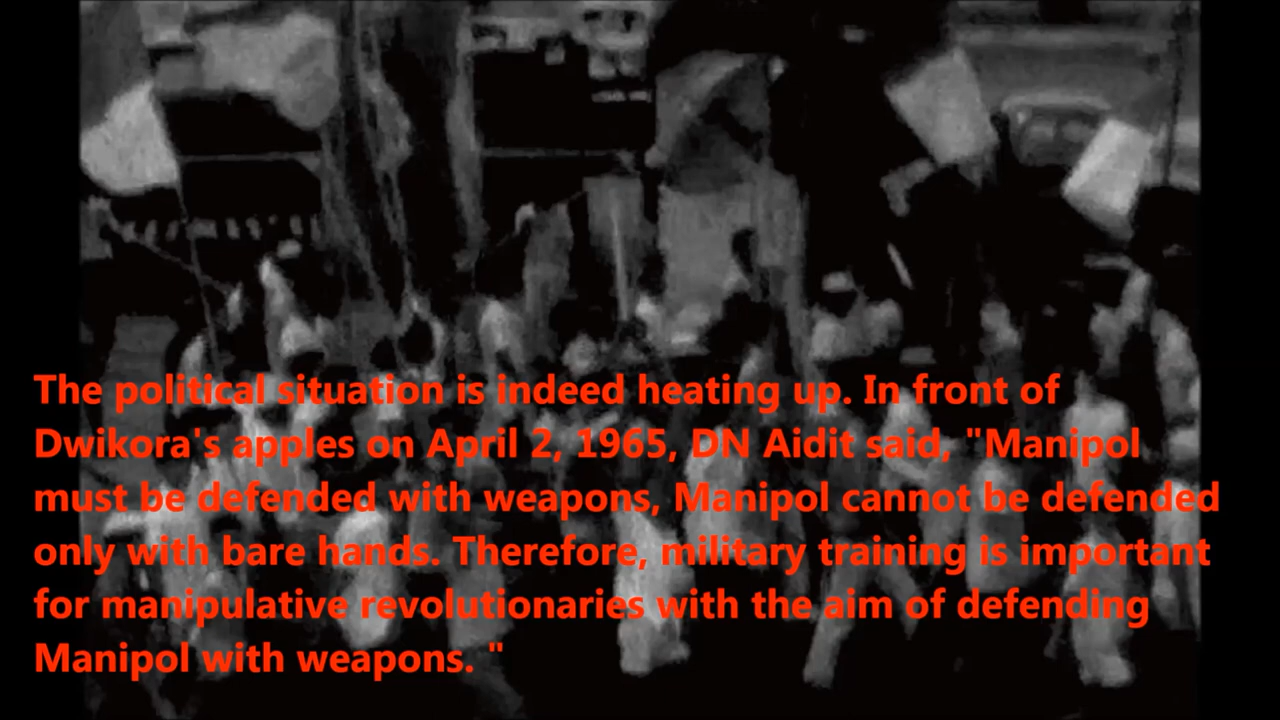 The political situation is indeed heating up. In front of
Dwikora's apples on April 2, 1965, DN Aidit said, "Manipol
must be defended with weapons, Manipol cannot be defended
only with bare hands. Therefore, military training is important
for manipulative revolutionaries with the aim of defending
Manipol with weapons. "